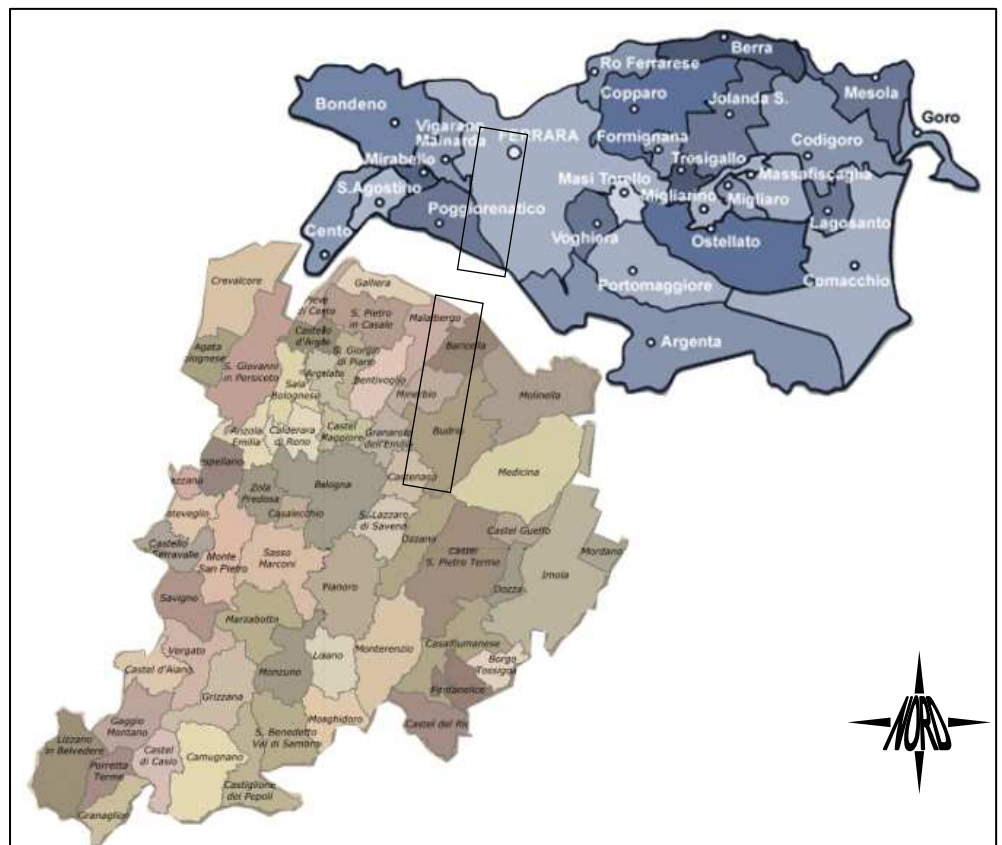 Berra
Ro Ferrarese
Mesola
Copparo
Jolanda S.
Bondeno
Goro
Vigarano
Mainarda
FERRARA
Formignana
Codigoro
Mirabello
Tresigallo
Massafiscaglia
Masi Torello
S.Agostino
Migliarino
Migliaro
Poggiorenatico
Lagosanto
Cento
Voghiera
Ostellato
Comacchio
Portomaggiore
Argenta
Crevalcore
Galliera
S. Pietro
in Casale
Malalbergo
Castello
d'Argile
Baricella
S. Giorgio
di Piano
S. Giovanni
in Persiceto
Argelato
Bentivoglio
Sala
Bolognese
Minerbio
Molinella
Anzola
Emilia
Calderara
di Reno
Castel
Maggiore
Granarolo
dell'Emilia
Budrio
Castenaso
Medicina
Zola
Predosa
Bologna
Casalecchio
S. Lazzaro
di Savena
Ozzana
Castel Guelfo
Castello
Serravalle
Monte
San Pietro
Sasso
Marconi
Castel
S. Pietro Terme
Mordano
Imola
Dozza
Pianoro
Savigno
Marzabotto
Casalfiumanese
Vergato
Loiano
Monterenzio
Borgo
Tossigna
Castel d'Aiano
Monzuno
Fontanelice
Grizzana
Gaggio
Montano
Monghidoro
Castel del Rio
Lizzano
in Belvedere
S. Benedetto
Val di Sambro
Porretta
Terme
Castel
di Casio
Camugnano
Castiglione
dei Pepoli
Granaglion
NORD